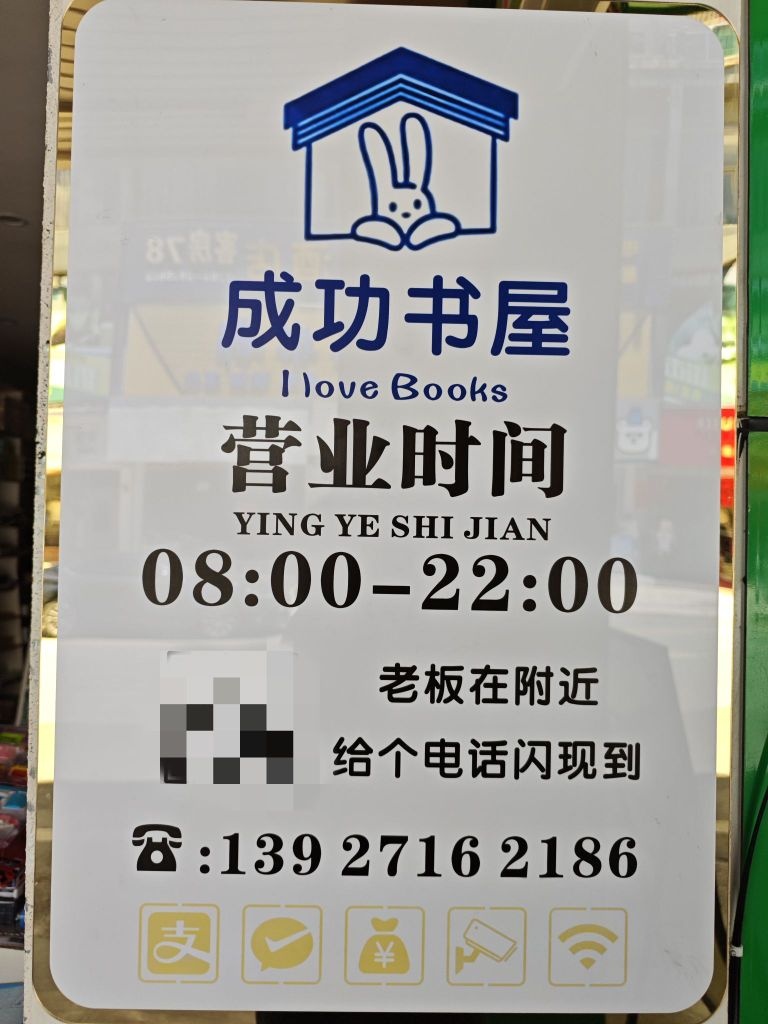 成功书屋
I love Books
营业时间
YING YE SHI JIAN
08:00-22:00
老板在附近
给个电话闪现到
☎:139 2716 2186
支
¥